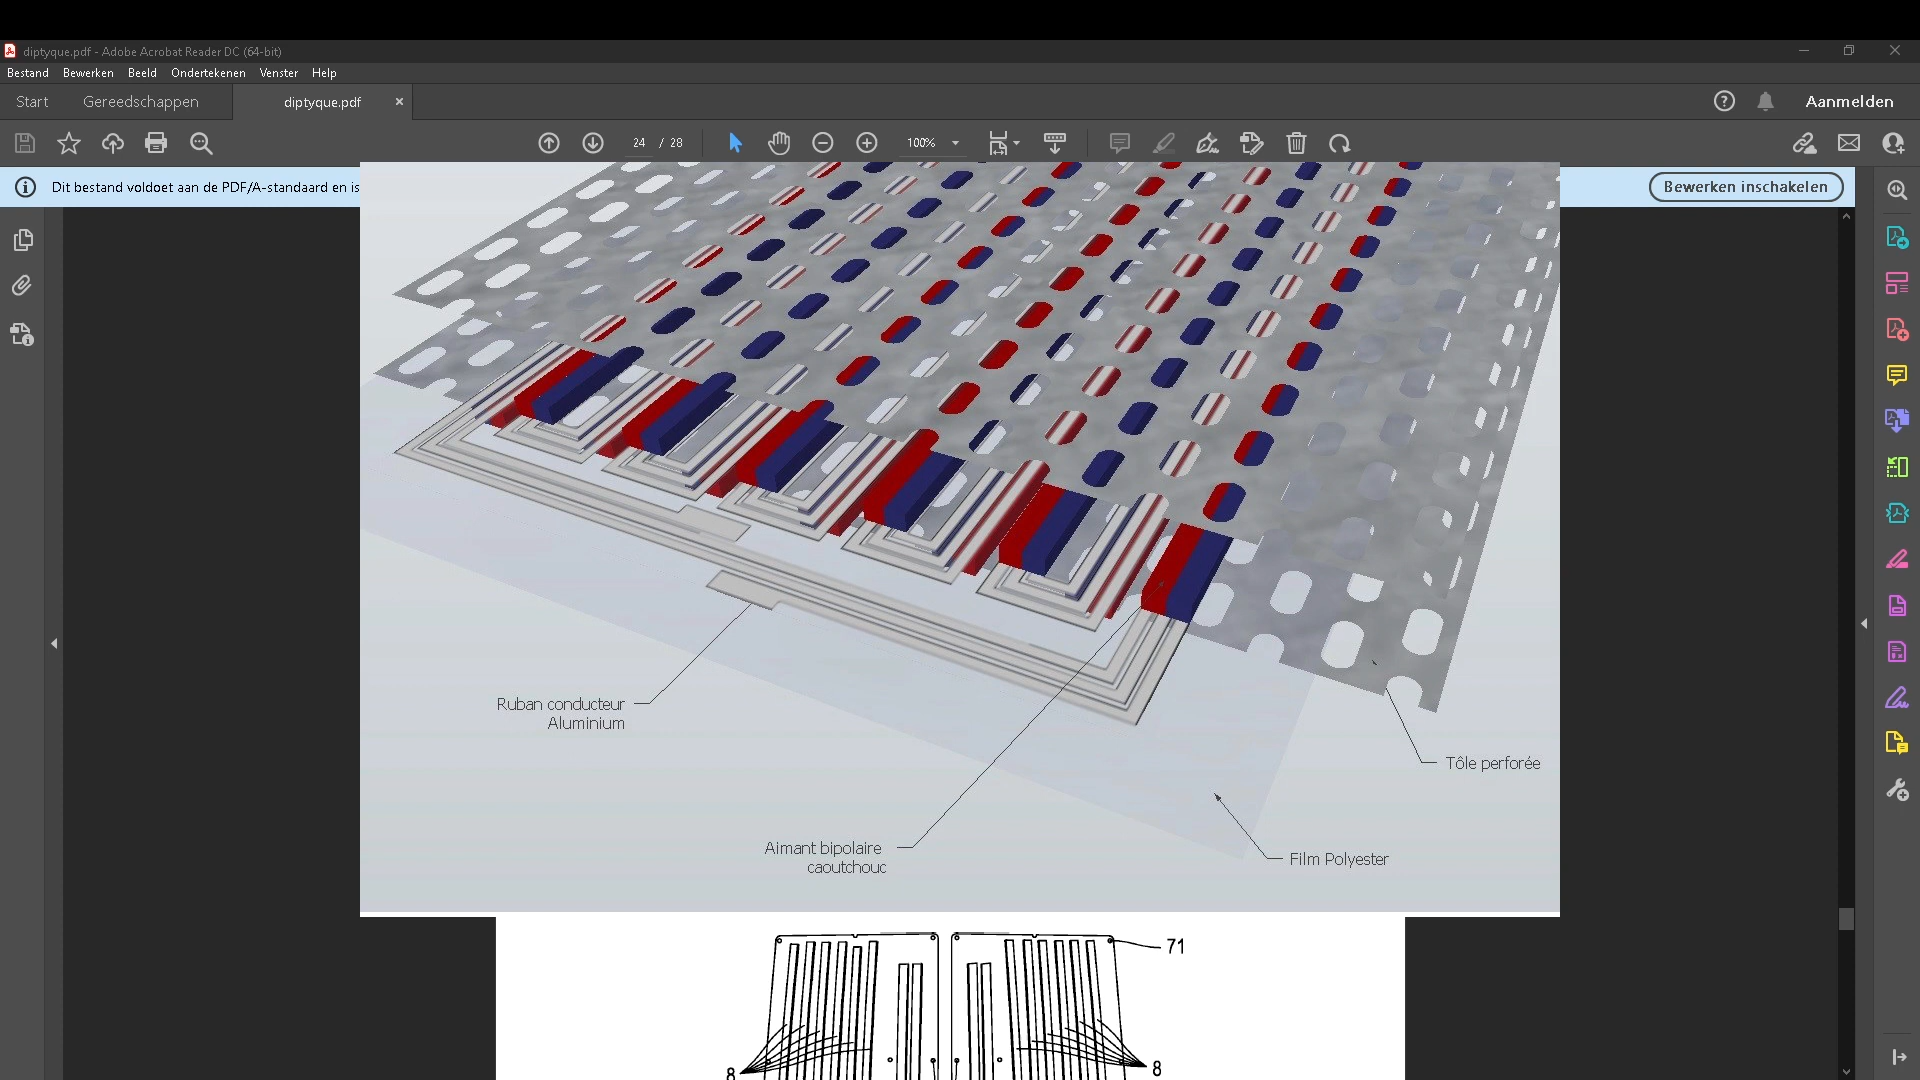 diptyque.pdf - Adobe Acrobat Reader DC (64-bit)
Bestand Bewerken Beeld Ondertekenen Venster Help
Start Gereedschappen diptyque.pdf × Aanmelden
24 / 28 100%
Dit bestand voldoet aan de PDF/A-standaard en is
Bewerken inschakelen
Ruban conducteur
Aluminium
Tôle perforée
Aimant bipolaire
caoutchouc
Film Polyester
71
8 8